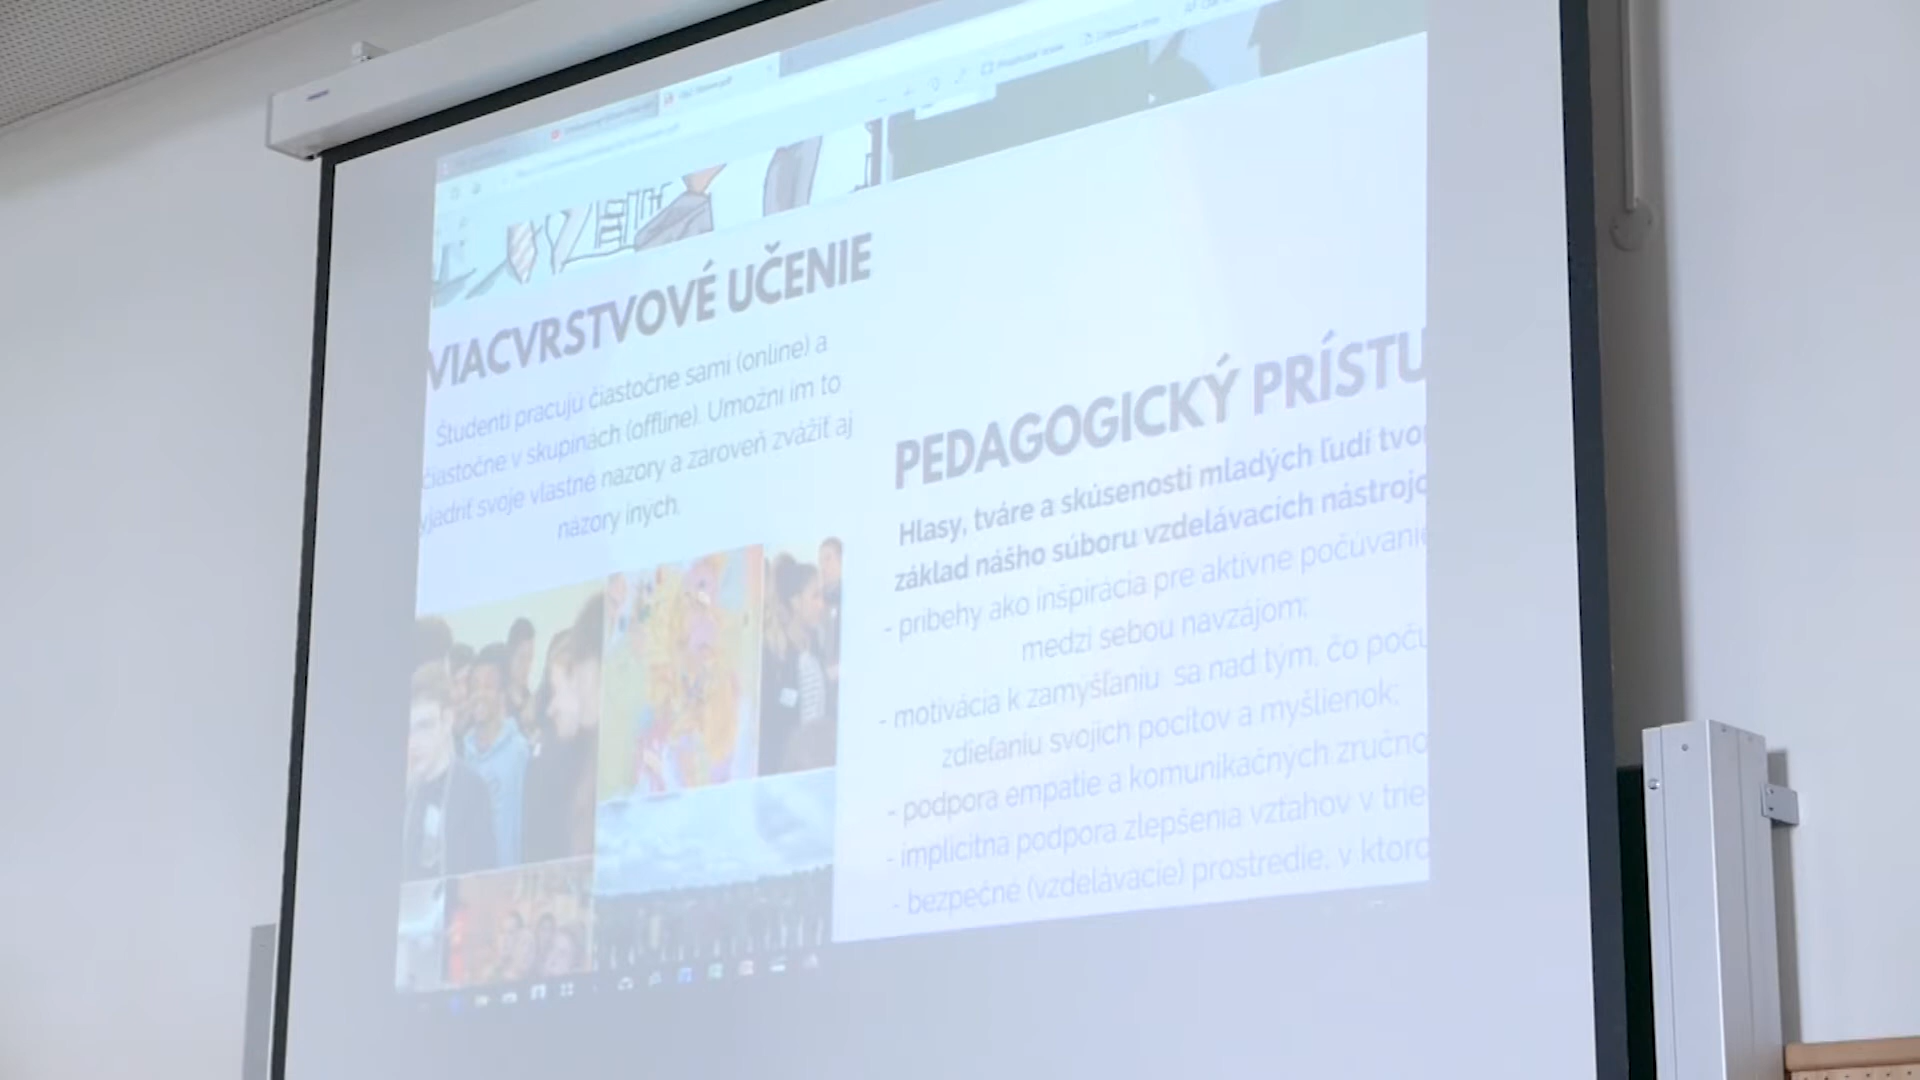 VIACVRSTVOVÉ UČENIE
Študenti pracujú čiastočne sami (online) a
čiastočne v skupinách (offline). Umožní im to
vyjadriť svoje vlastné názory a zároveň zvážiť aj
názory iných.
PEDAGOGICKÝ PRÍSTU
Hlasy, tváre a skúsenosti mladých ľudí tvor
základ nášho súboru vzdelávacích nástrojo
- príbehy ako inšpirácia pre aktívne počúvanie
medzi sebou navzájom;
- motivácia k zamýšľaniu sa nad tým, čo poču
zdieľaniu svojich pocitov a myšlienok;
- podpora empatie a komunikačných zručno
- implicitná podpora zlepšenia vzťahov v trie
- bezpečné (vzdelávacie) prostredie, v ktoro